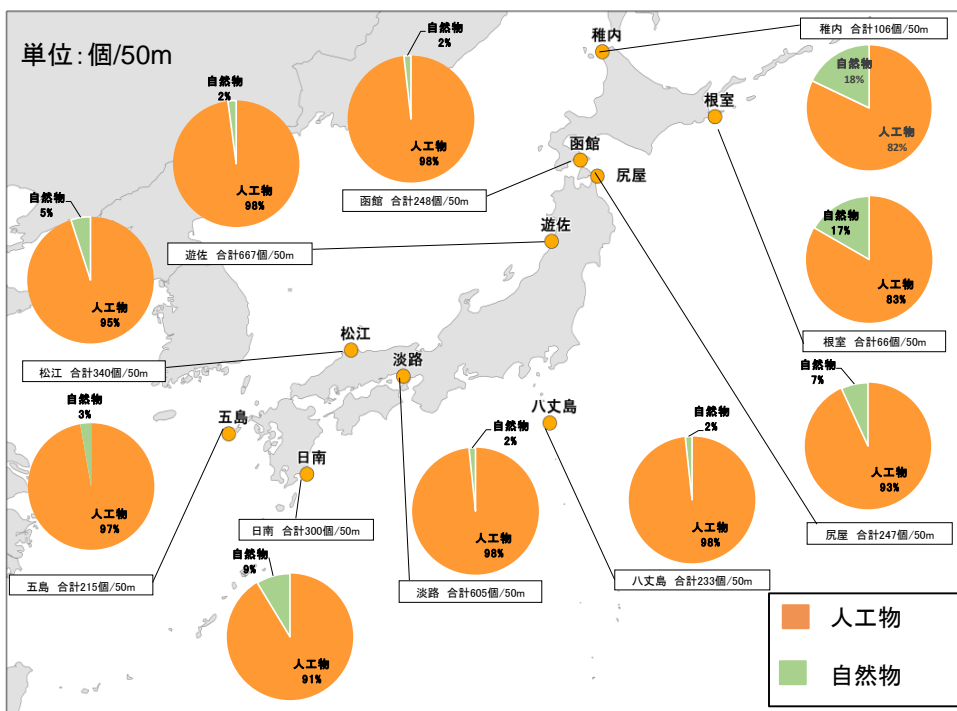 単位：個/50m
稚内 合計106個/50m
自然物
18%
人工物
82%
稚内
根室
函館
尻屋
遊佐
松江
淡路
五島
日南
八丈島
自然物
2%
人工物
98%
函館 合計248個/50m
自然物
2%
人工物
98%
遊佐 合計667個/50m
自然物
5%
人工物
95%
松江 合計340個/50m
自然物
17%
人工物
83%
根室 合計66個/50m
自然物
7%
人工物
93%
尻屋 合計247個/50m
自然物
3%
人工物
97%
五島 合計215個/50m
日南 合計300個/50m
自然物
9%
人工物
91%
自然物
2%
人工物
98%
淡路 合計605個/50m
自然物
2%
人工物
98%
八丈島 合計233個/50m
人工物
自然物